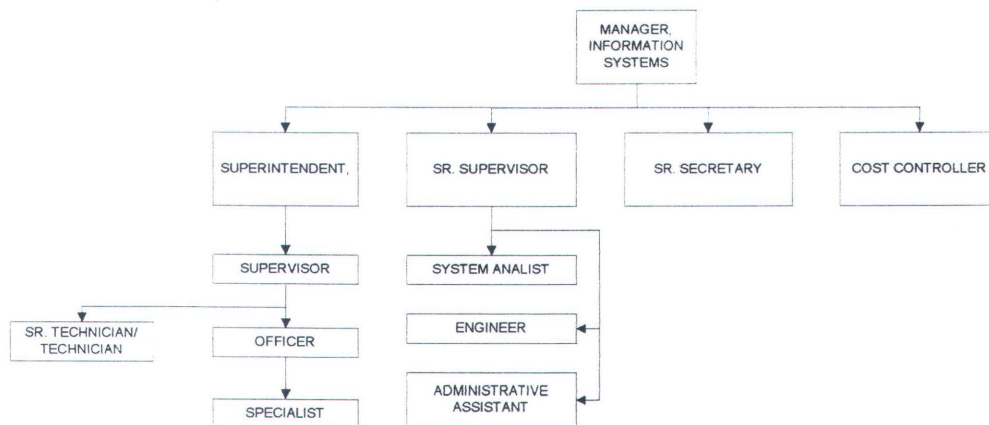 MANAGER,
INFORMATION
SYSTEMS
SUPERINTENDENT,
SR. SUPERVISOR
SR. SECRETARY
COST CONTROLLER
SUPERVISOR
SYSTEM ANALIST
SR. TECHNICIAN/
TECHNICIAN
OFFICER
ENGINEER
SPECIALIST
ADMINISTRATIVE
ASSISTANT